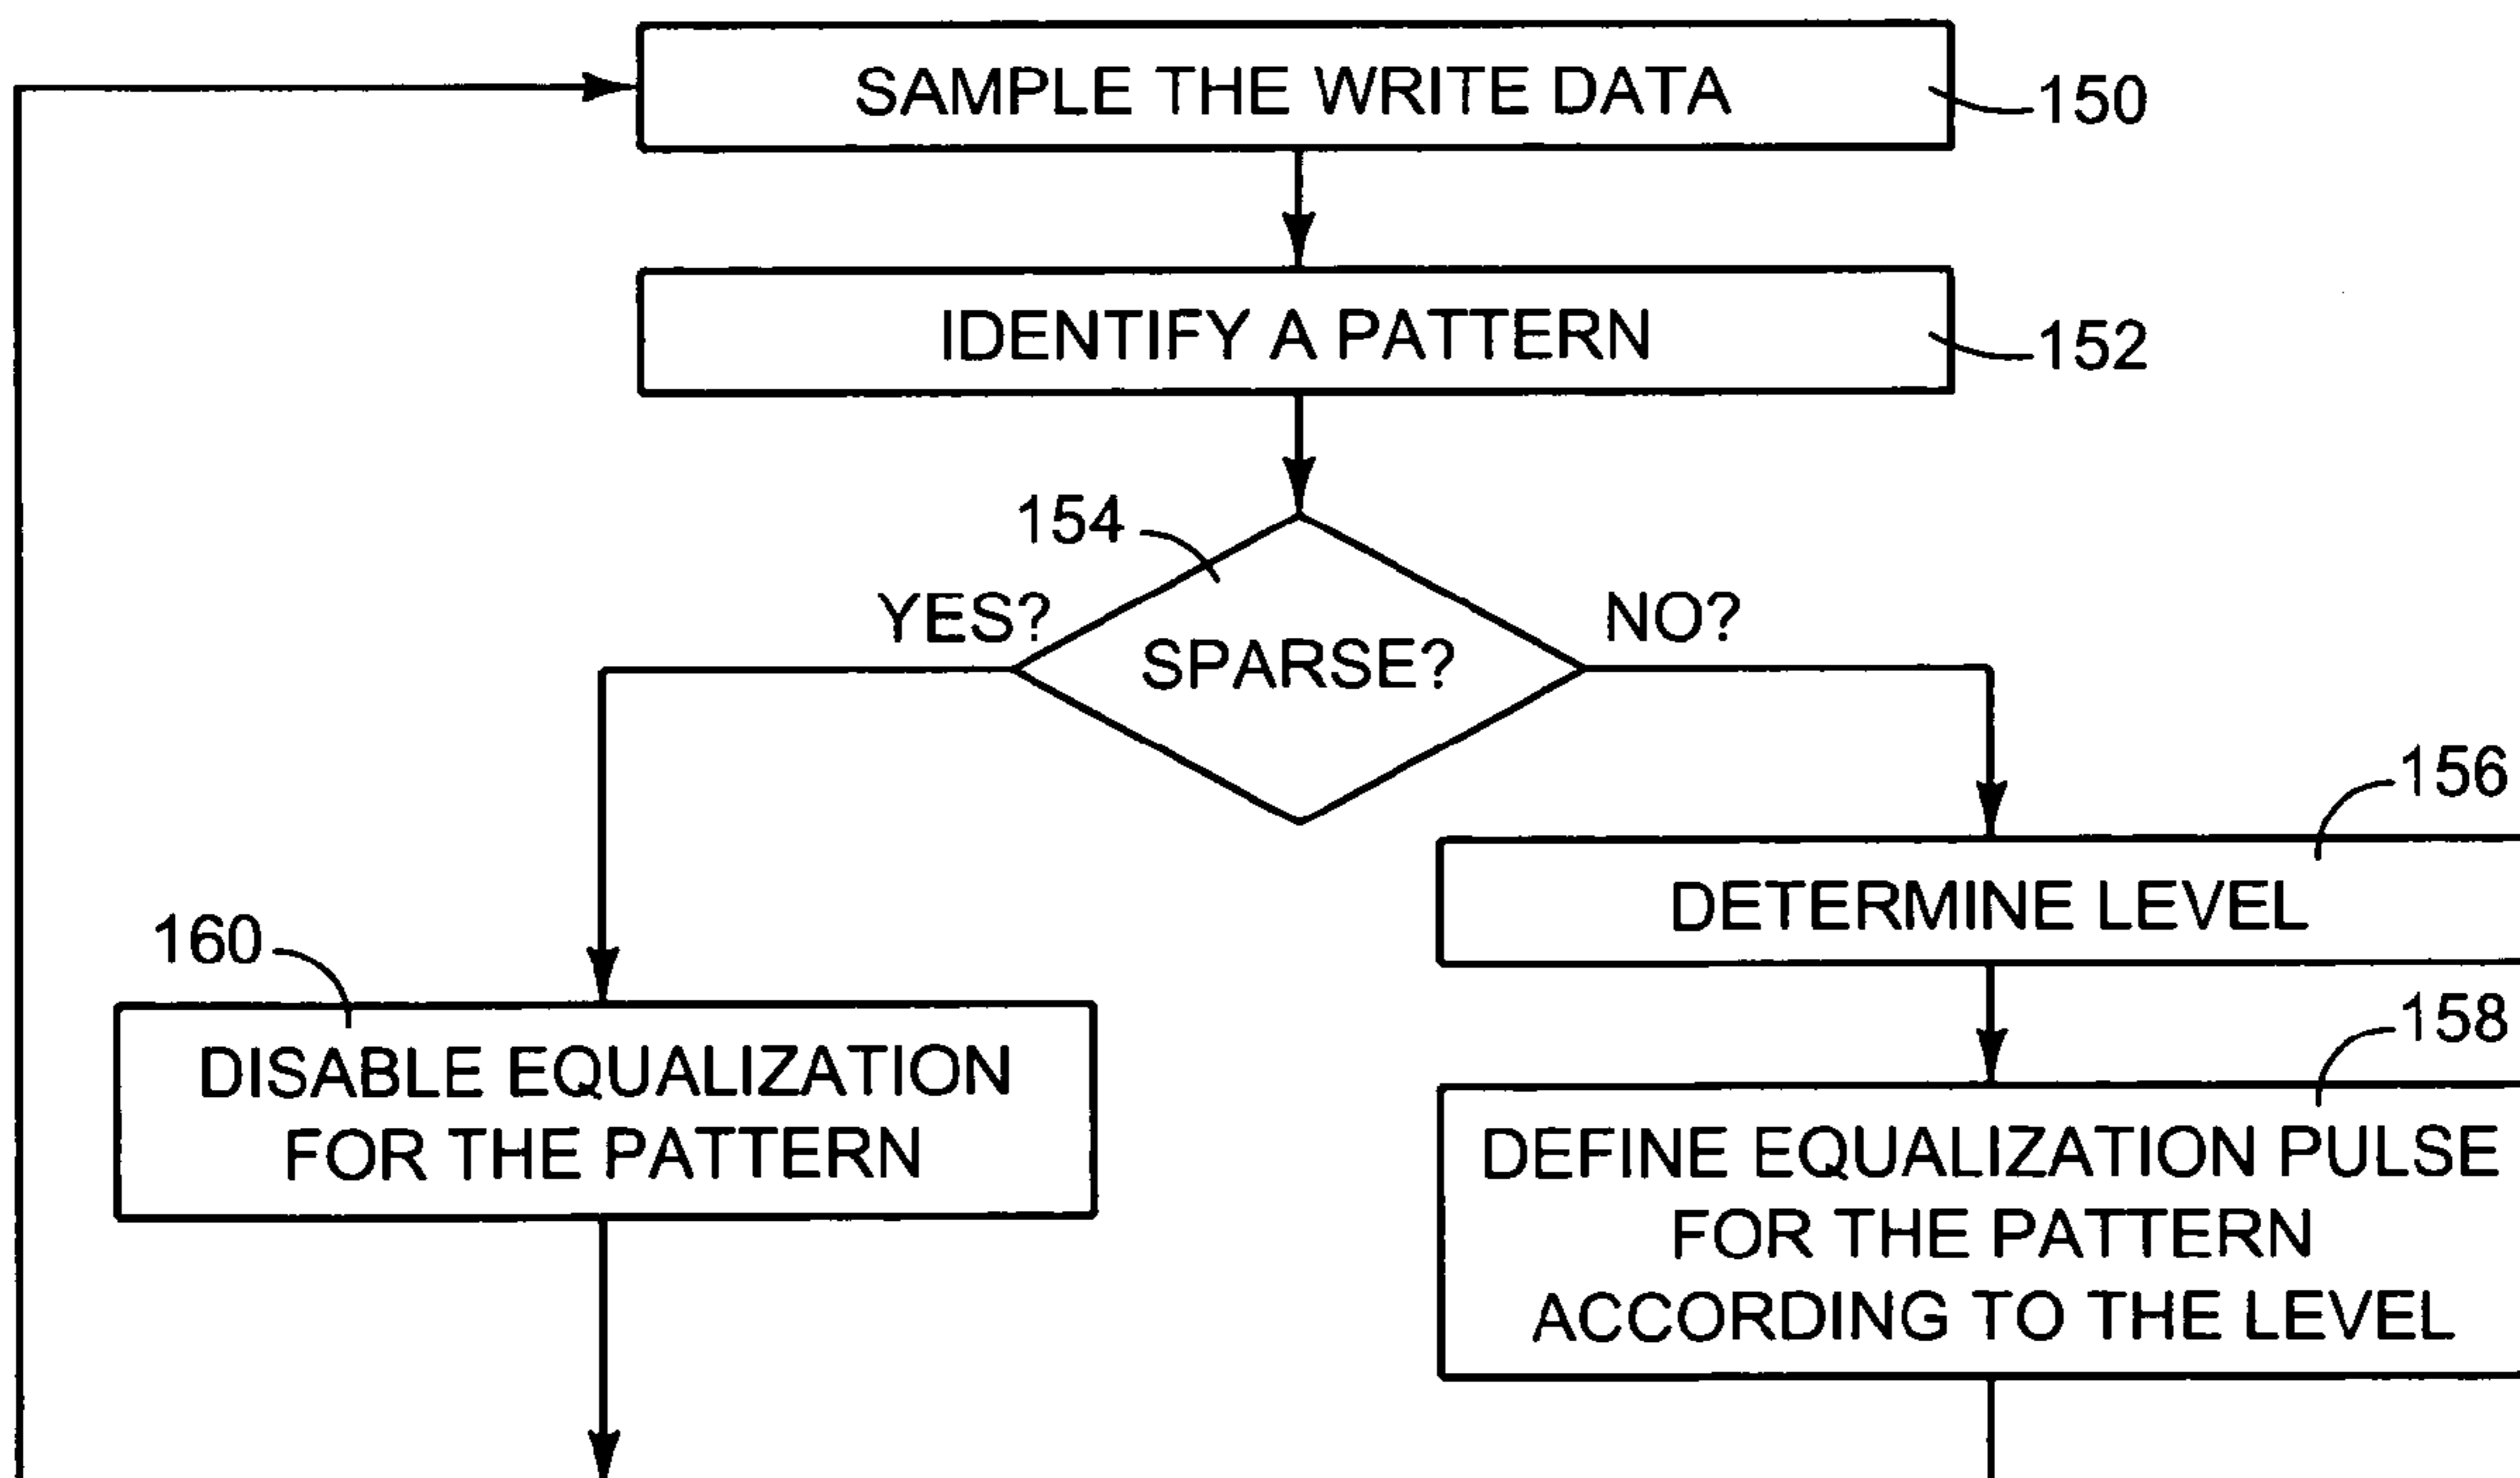 SAMPLE THE WRITE DATA
150
IDENTIFY A PATTERN
152
154
YES?
NO?
SPARSE?
156
DETERMINE LEVEL
160
DISABLE EQUALIZATION
FOR THE PATTERN
158
DEFINE EQUALIZATION PULSE
FOR THE PATTERN
ACCORDING TO THE LEVEL